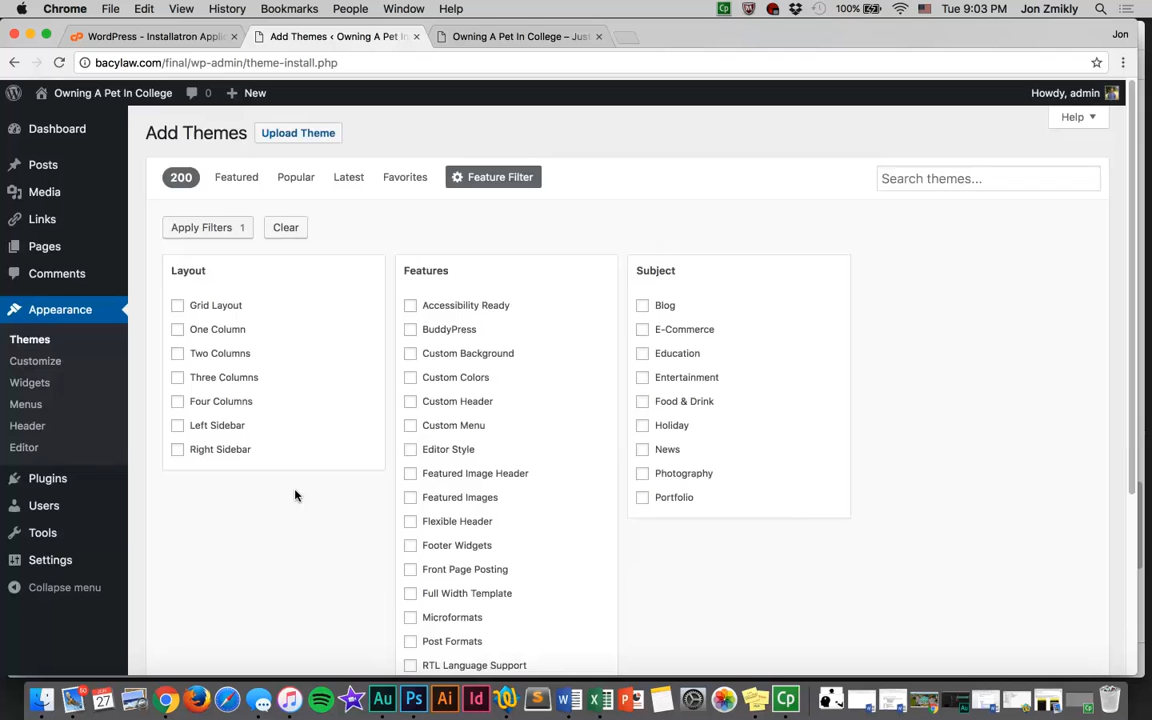 Chrome File Edit View History Bookmarks People Window Help 100% Tue 9:03 PM Jon Zmikly
WordPress - Installatron Applic × Add Themes ‹ Owning A Pet In × Owning A Pet In College – Jus × Jon
bacylaw.com/final/wp-admin/theme-install.php
Owning A Pet In College 0 + New Howdy, admin
Dashboard
Posts
Media
Links
Pages
Comments
Appearance
Themes
Customize
Widgets
Menus
Header
Editor
Plugins
Users
Tools
Settings
Collapse menu
Help ▼
Add Themes Upload Theme
200 Featured Popular Latest Favorites Feature Filter Search themes...
Apply Filters 1 Clear
Layout
Grid Layout
One Column
Two Columns
Three Columns
Four Columns
Left Sidebar
Right Sidebar
Features
Accessibility Ready
BuddyPress
Custom Background
Custom Colors
Custom Header
Custom Menu
Editor Style
Featured Image Header
Featured Images
Flexible Header
Footer Widgets
Front Page Posting
Full Width Template
Microformats
Post Formats
RTL Language Support
Subject
Blog
E-Commerce
Education
Entertainment
Food & Drink
Holiday
News
Photography
Portfolio
Au Ps Ai Id S Cp